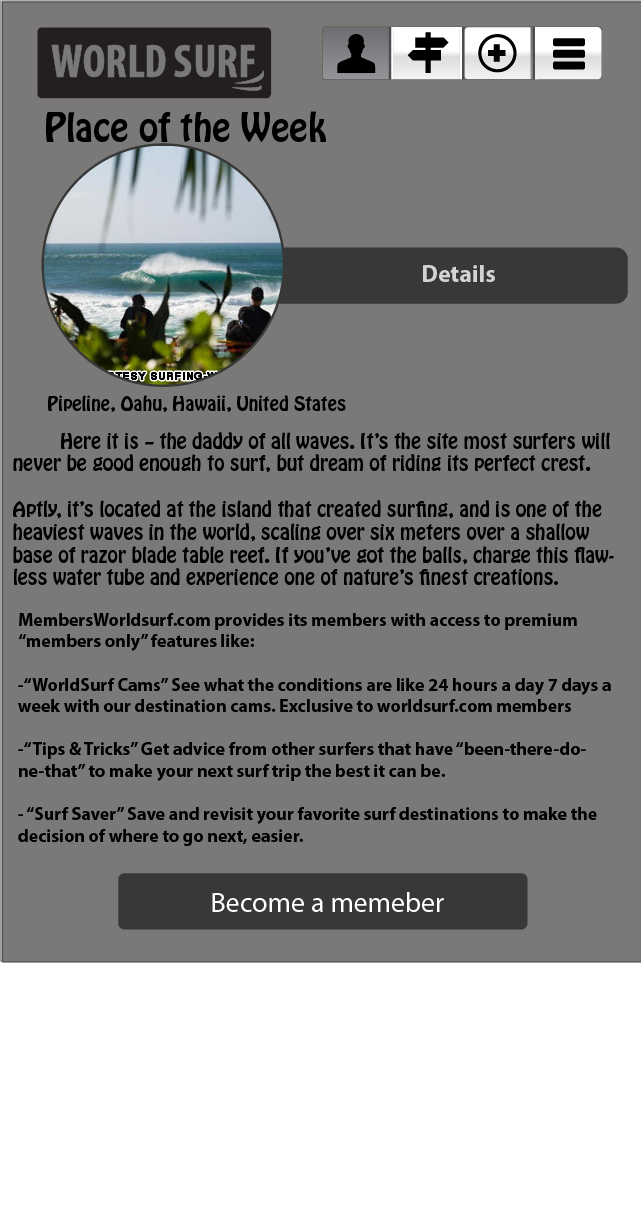 WORLD SURF
Place of the Week
Details
SURFING-W
Pipeline, Oahu, Hawaii, United States
Here it is – the daddy of all waves. It’s the site most surfers will
never be good enough to surf, but dream of riding its perfect crest.
Aptly, it’s located at the island that created surfing, and is one of the
heaviest waves in the world, scaling over six meters over a shallow
base of razor blade table reef. If you’ve got the balls, charge this flaw-
less water tube and experience one of nature’s finest creations.
MembersWorldsurf.com provides its members with access to premium
“members only” features like:
-“WorldSurf Cams” See what the conditions are like 24 hours a day 7 days a
week with our destination cams. Exclusive to worldsurf.com members
-“Tips & Tricks” Get advice from other surfers that have “been-there-do-
ne-that” to make your next surf trip the best it can be.
- “Surf Saver” Save and revisit your favorite surf destinations to make the
decision of where to go next, easier.
Become a memeber